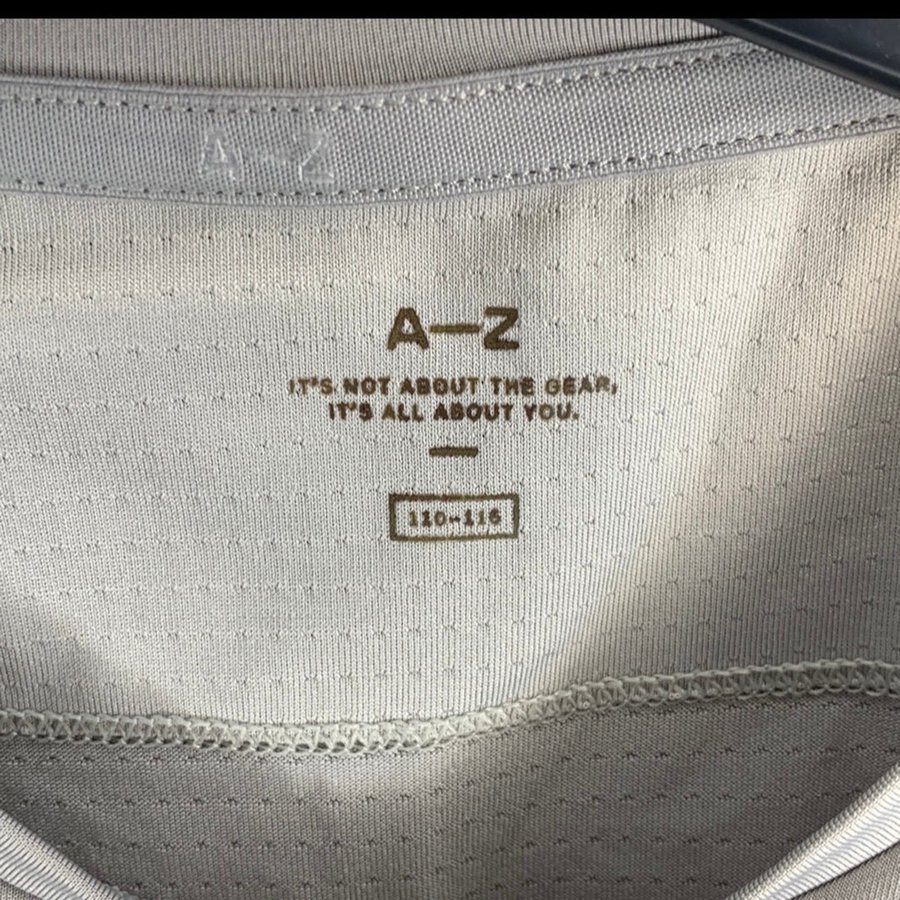 A—Z
A—Z
IT'S NOT ABOUT THE GEAR,
IT'S ALL ABOUT YOU.
110-116